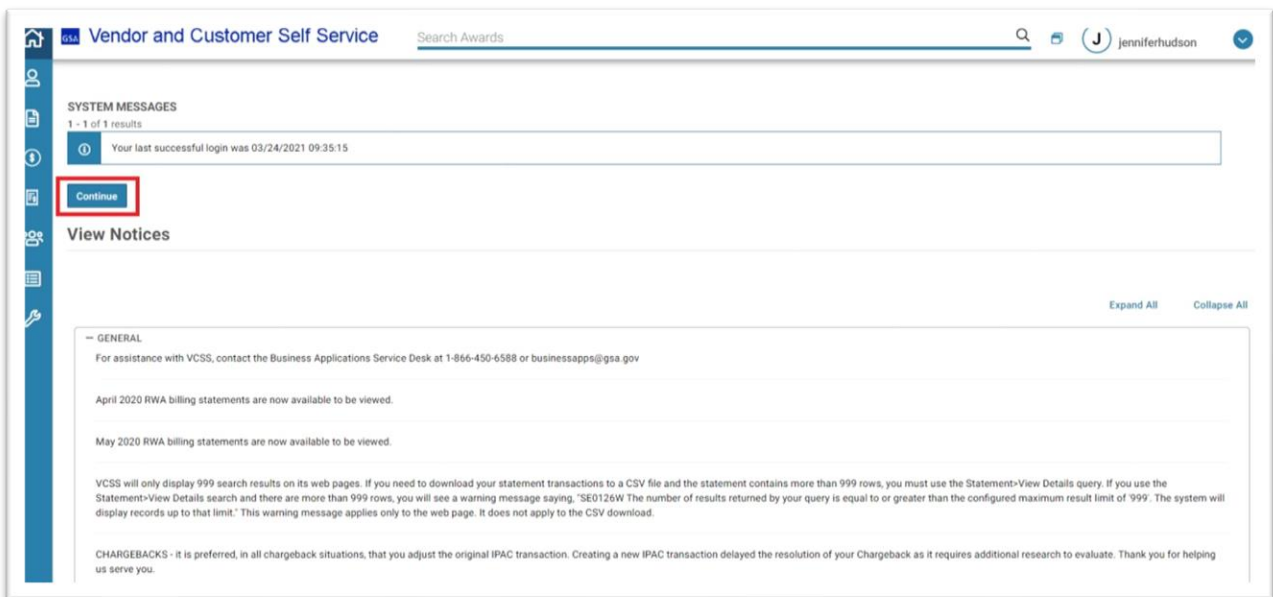 GSA Vendor and Customer Self Service
Search Awards
J jenniferhudson
SYSTEM MESSAGES
1 - 1 of 1 results
Your last successful login was 03/24/2021 09:35:15
Continue
View Notices
Expand All Collapse All
— GENERAL
For assistance with VCSS, contact the Business Applications Service Desk at 1-866-450-6588 or businessapps@gsa.gov
April 2020 RWA billing statements are now available to be viewed.
May 2020 RWA billing statements are now available to be viewed.
VCSS will only display 999 search results on its web pages. If you need to download your statement transactions to a CSV file and the statement contains more than 999 rows, you must use the Statement>View Details query. If you use the
Statement>View Details search and there are more than 999 rows, you will see a warning message saying, "SE0126W The number of results returned by your query is equal to or greater than the configured maximum result limit of '999'. The system will
display records up to that limit." This warning message applies only to the web page. It does not apply to the CSV download.
CHARGEBACKS - it is preferred, in all chargeback situations, that you adjust the original IPAC transaction. Creating a new IPAC transaction delayed the resolution of your Chargeback as it requires additional research to evaluate. Thank you for helping
us serve you.